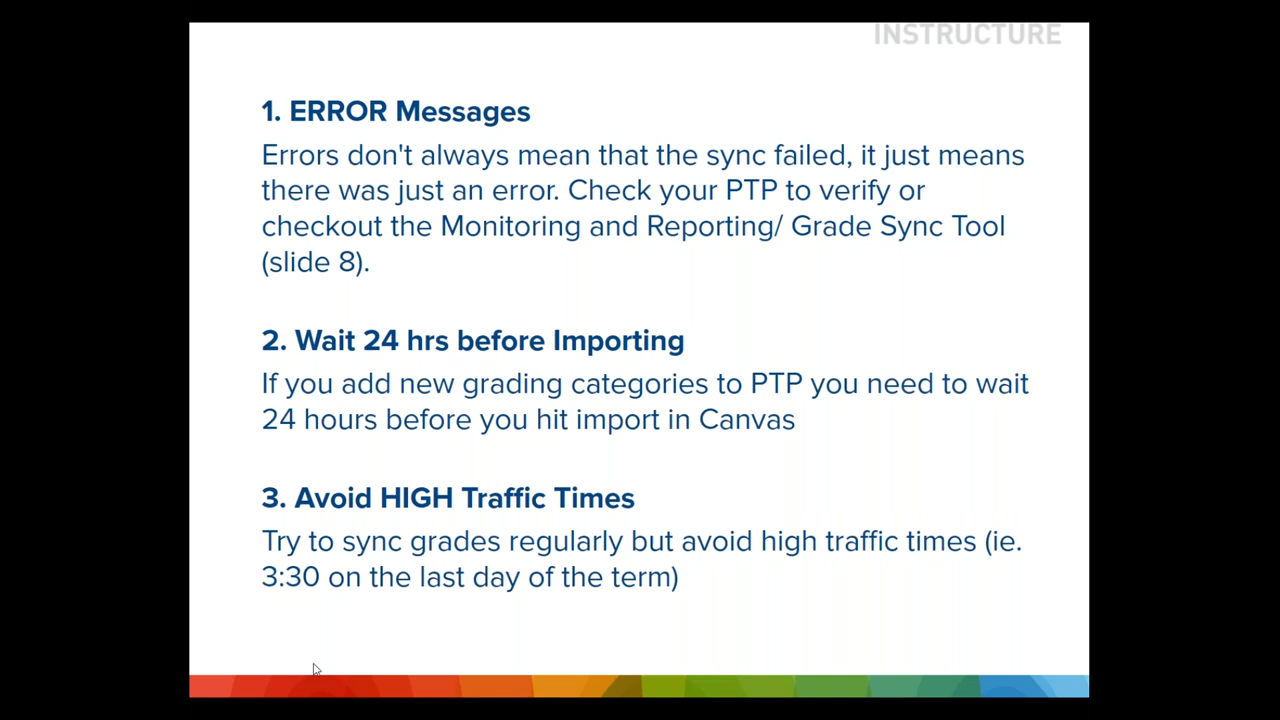 INSTRUCTURE
1. ERROR Messages
Errors don't always mean that the sync failed, it just means
there was just an error. Check your PTP to verify or
checkout the Monitoring and Reporting/ Grade Sync Tool
(slide 8).
2. Wait 24 hrs before Importing
If you add new grading categories to PTP you need to wait
24 hours before you hit import in Canvas
3. Avoid HIGH Traffic Times
Try to sync grades regularly but avoid high traffic times (ie.
3:30 on the last day of the term)